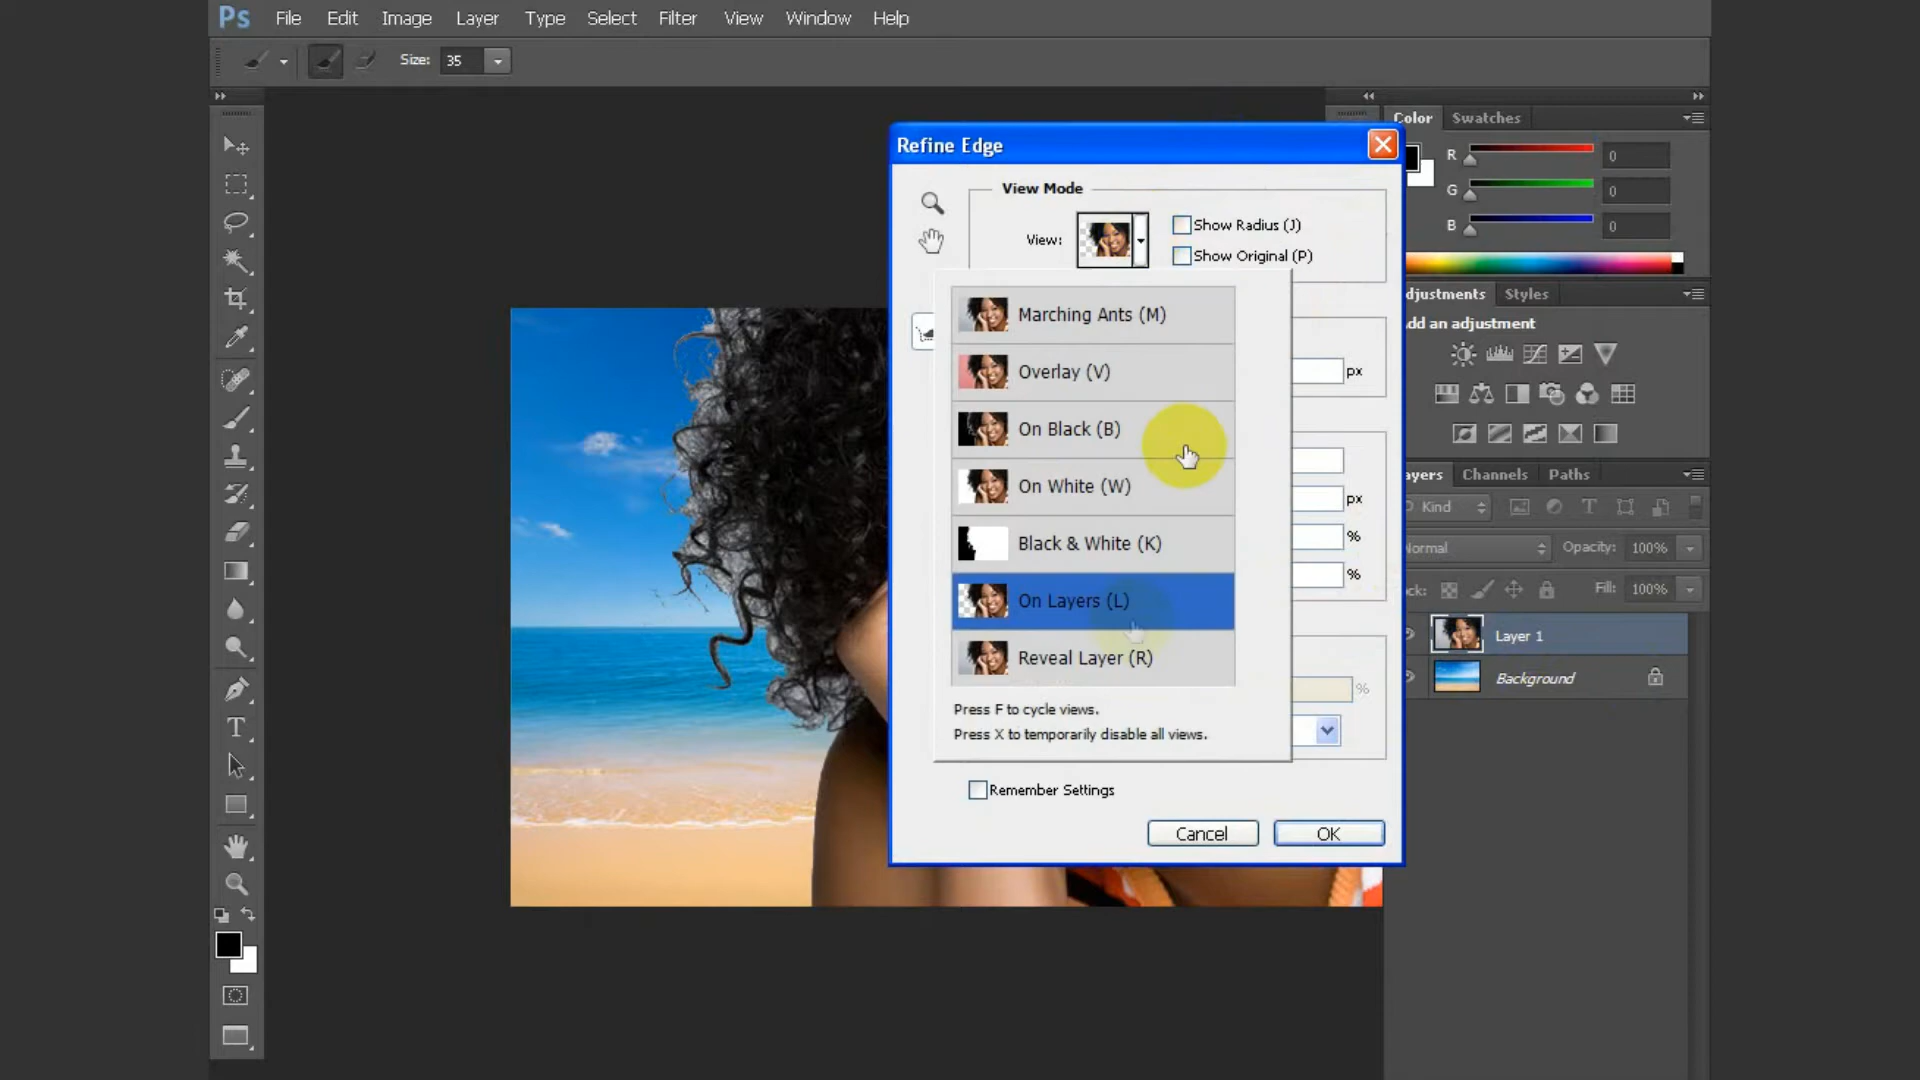 Ps File Edit Image Layer Type Select Filter View Window Help
Size: 35
Color Swatches
R 0
G 0
B 0
djustments Styles
dd an adjustment
ayers Channels Paths
Kind
Normal Opacity: 100%
ck: Fill: 100%
Layer 1
Background
Refine Edge
View Mode
View:
Show Radius (J)
Show Original (P)
Marching Ants (M)
Overlay (V)
On Black (B)
On White (W)
Black & White (K)
On Layers (L)
Reveal Layer (R)
Press F to cycle views.
Press X to temporarily disable all views.
px
px
%
%
%
Remember Settings
Cancel OK